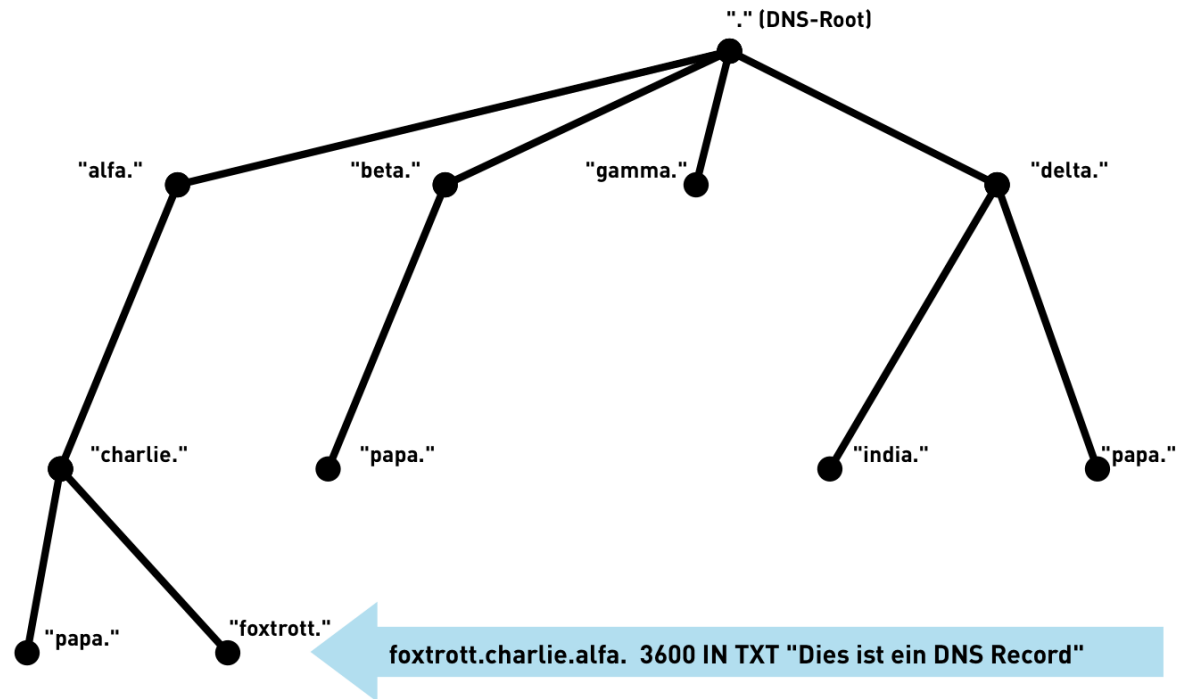 "." (DNS-Root)
"alfa."
"beta."
"gamma."
"delta."
"charlie."
"papa."
"india."
"papa."
"papa."
"foxtrott."
foxtrott.charlie.alfa. 3600 IN TXT "Dies ist ein DNS Record"